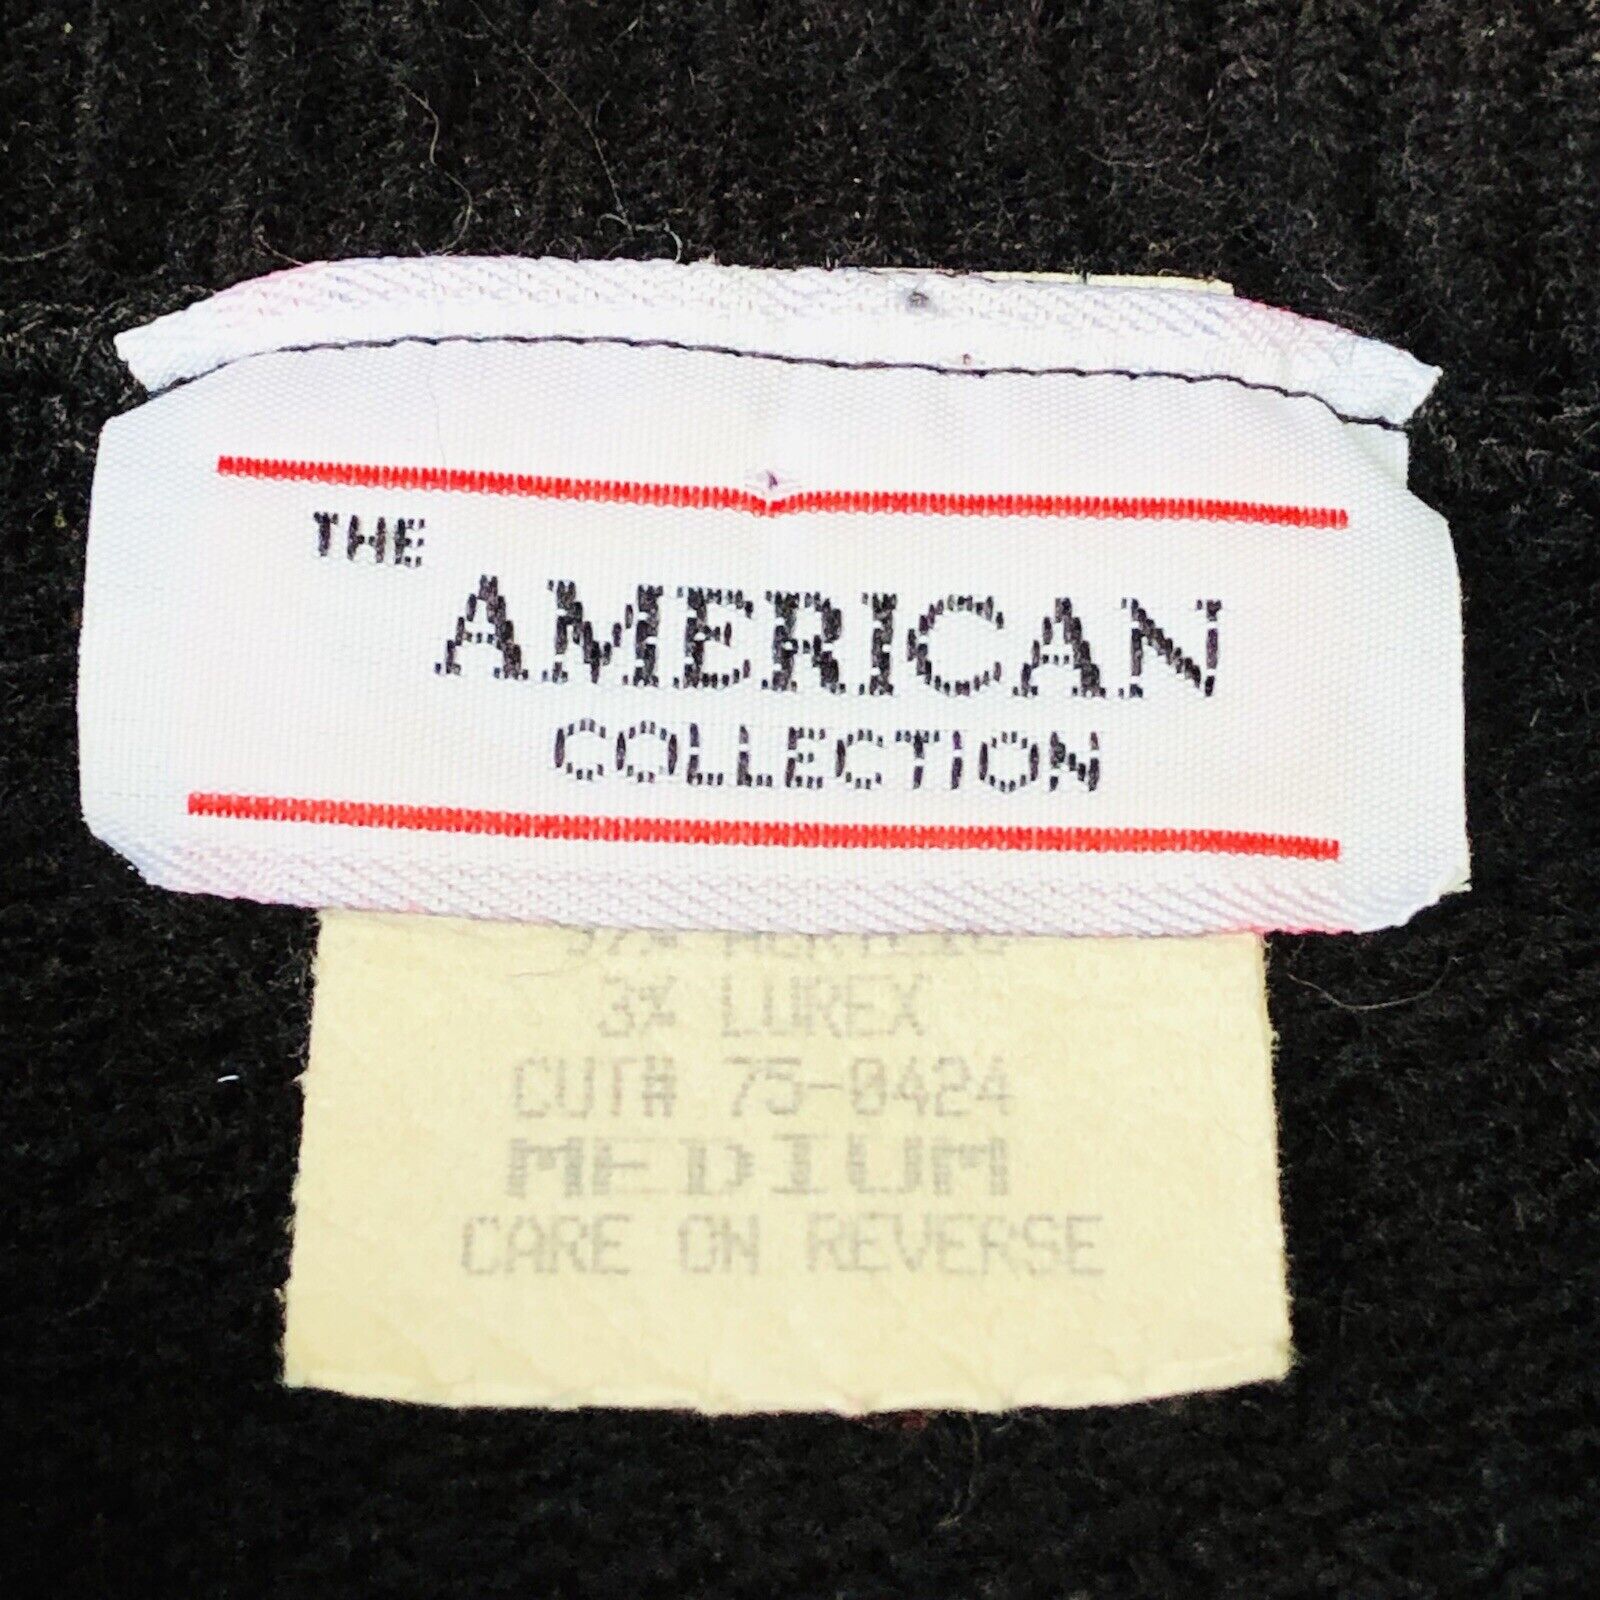 THE
AMERICAN
COLLECTION
3% LUREX
CUT# 75-0424
MEDIUM
CARE ON REVERSE